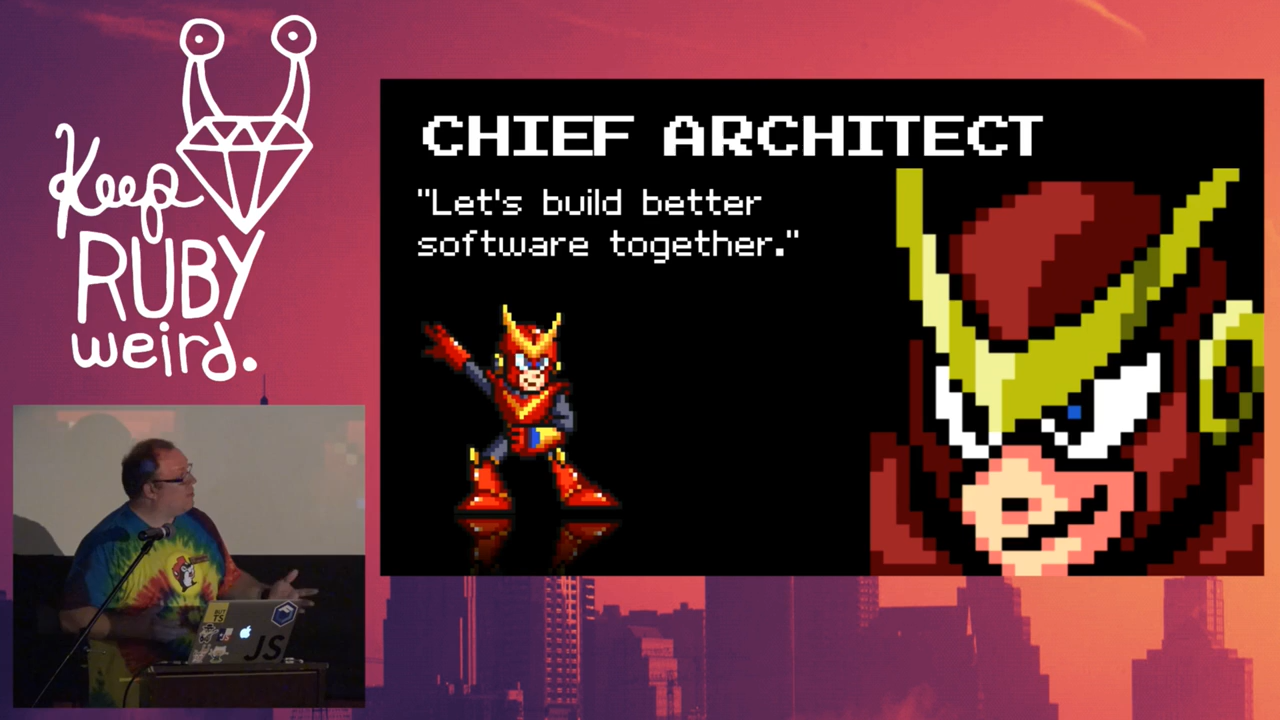 Keep
RUBY
weird.
CHIEF ARCHITECT
"Let's build better
software together."
JS